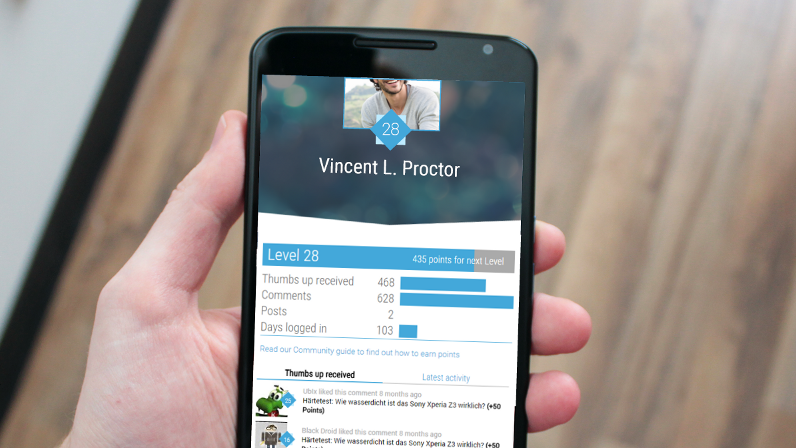 28
Vincent L. Proctor
Level 28 435 points for next Level
Thumbs up received 468
Comments 628
Posts 2
Days logged in 103
Read our Community guide to find out how to earn points
Thumbs up received Latest activity
Ubix liked this comment 8 months ago
25
Härtetest: Wie wasserdicht ist das Sony Xperia Z3 wirklich? (+50
Points)
Black Droid liked this comment 8 months ago
16
Härtetest: Wie wasserdicht ist das Sony Xperia Z3 wirklich? (+50
Points)